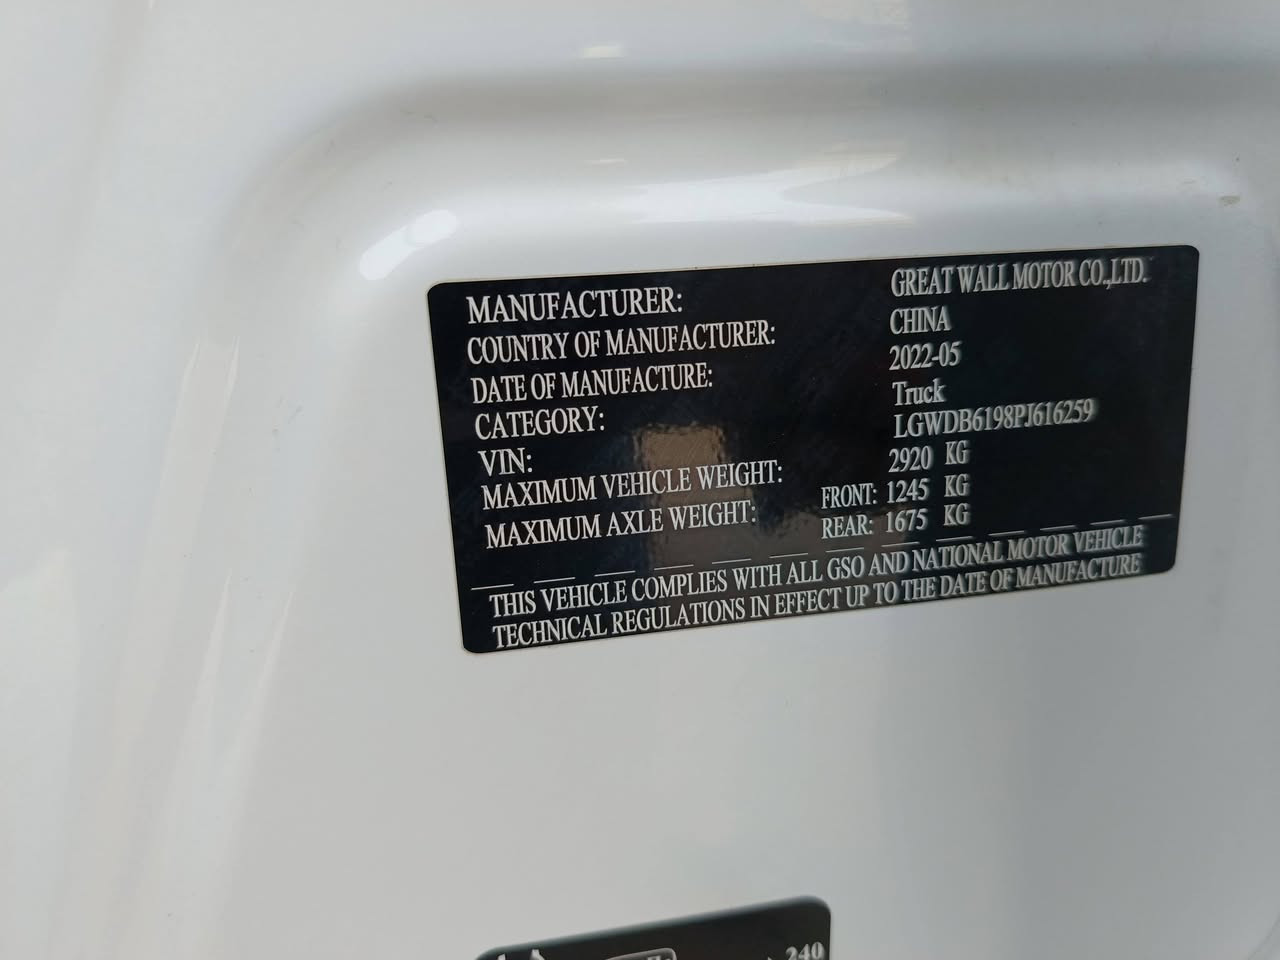 MANUFACTURER: GREAT WALL MOTOR CO.,LTD.
COUNTRY OF MANUFACTURER: CHINA
DATE OF MANUFACTURE: 2022-05
CATEGORY: Truck
VIN: LGWDB6198PJ616259
MAXIMUM VEHICLE WEIGHT: 2920 KG
MAXIMUM AXLE WEIGHT: FRONT: 1245 KG
REAR: 1675 KG
THIS VEHICLE COMPLIES WITH ALL GSO AND NATIONAL MOTOR VEHICLE
TECHNICAL REGULATIONS IN EFFECT UP TO THE DATE OF MANUFACTURE
240